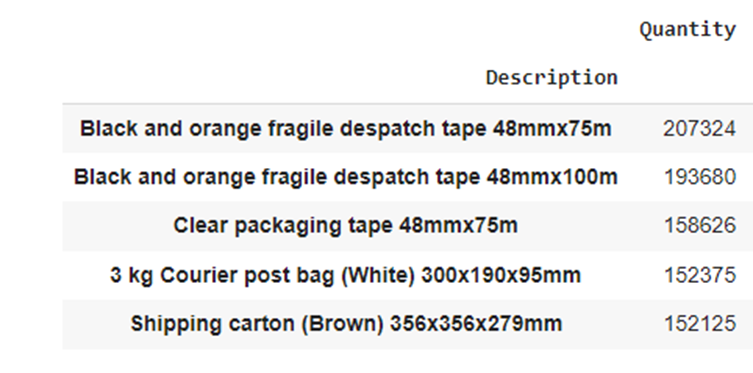 Quantity
Description
Black and orange fragile despatch tape 48mmx75m 207324
Black and orange fragile despatch tape 48mmx100m 193680
Clear packaging tape 48mmx75m 158626
3 kg Courier post bag (White) 300x190x95mm 152375
Shipping carton (Brown) 356x356x279mm 152125